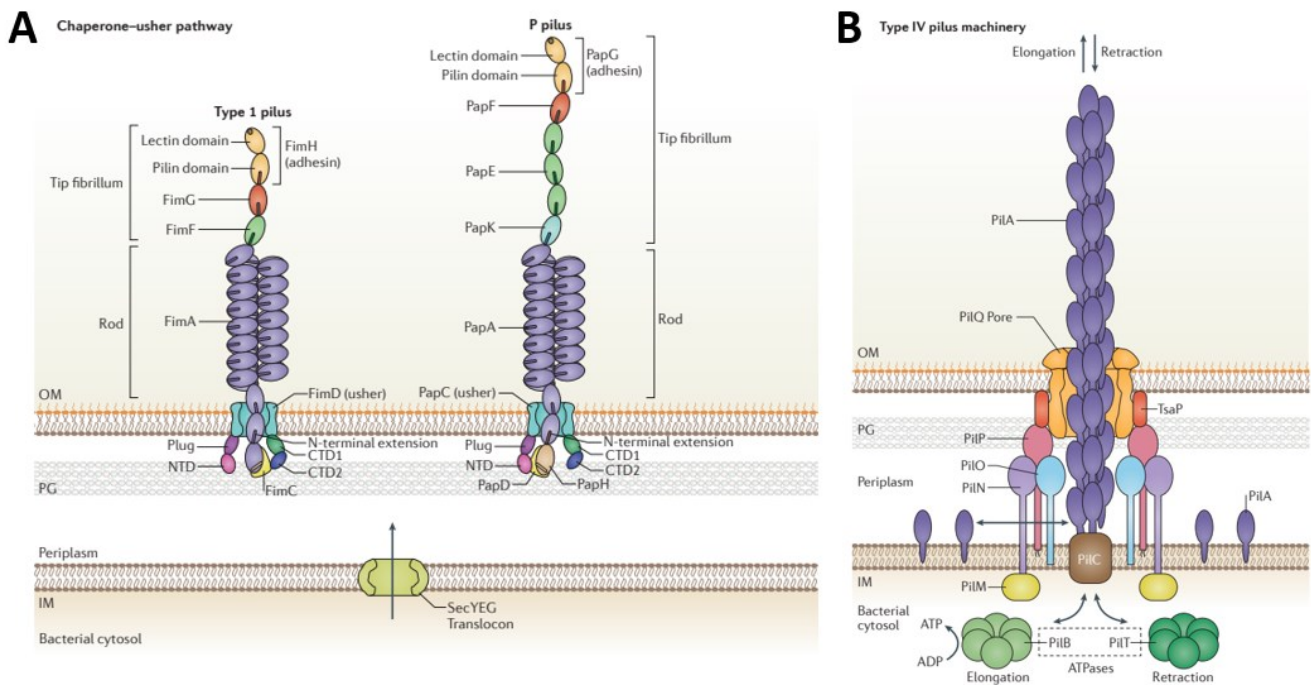 A
Chaperone–usher pathway
Type 1 pilus
Lectin domain
Pilin domain
FimH
(adhesin)
Tip fibrillum
FimG
FimF
Rod
FimA
OM
FimD (usher)
Plug
NTD
N-terminal extension
CTD1
CTD2
FimC
PG
P pilus
Lectin domain
Pilin domain
PapG
(adhesin)
PapF
Tip fibrillum
PapE
PapK
PapA
Rod
PapC (usher)
Plug
NTD
N-terminal extension
CTD1
CTD2
PapD
PapH
Periplasm
IM
SecYEG
Translocon
Bacterial cytosol
B
Type IV pilus machinery
Elongation
Retraction
PilA
PilQ Pore
OM
TsaP
PG
PilP
PilO
PilN
Periplasm
PilA
PilC
IM
PilM
Bacterial
cytosol
ATP
ADP
PilB
PilT
ATPases
Elongation
Retraction